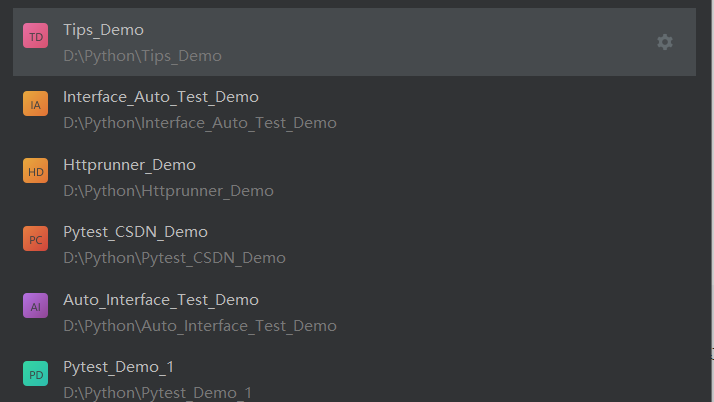 TD
Tips_Demo
D:\Python\Tips_Demo
IA
Interface_Auto_Test_Demo
D:\Python\Interface_Auto_Test_Demo
HD
Httprunner_Demo
D:\Python\Httprunner_Demo
PC
Pytest_CSDN_Demo
D:\Python\Pytest_CSDN_Demo
AI
Auto_Interface_Test_Demo
D:\Python\Auto_Interface_Test_Demo
PD
Pytest_Demo_1
D:\Python\Pytest_Demo_1